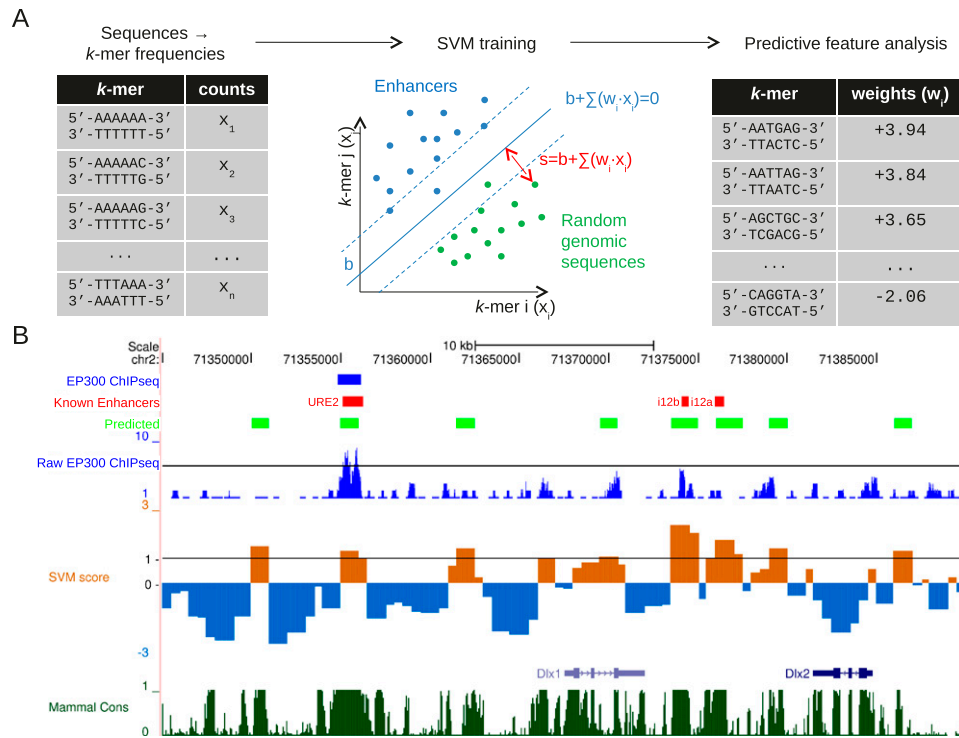 A
Sequences →
k-mer frequencies
SVM training
Predictive feature analysis
k-mer counts
5′-AAAAAA-3′
3′-TTTTTT-5′
x1
5′-AAAAAC-3′
3′-TTTTTG-5′
x2
5′-AAAAAG-3′
3′-TTTTTC-5′
x3
... ...
5′-TTTAAA-3′
3′-AAATTT-5′
xn
Enhancers
b+∑(wi·xi)=0
s=b+∑(wi·xi)
Random
genomic
sequences
b
k-mer j (xj)
k-mer i (xi)
k-mer weights (wi)
5′-AATGAG-3′
3′-TTACTC-5′
+3.94
5′-AATTAG-3′
3′-TTAATC-5′
+3.84
5′-AGCTGC-3′
3′-TCGACG-5′
+3.65
... ...
5′-CAGGTA-3′
3′-GTCCAT-5′
-2.06
B
Scale 10 kb
chr2: 71350000 71355000 71360000 71365000 71370000 71375000 71380000 71385000
EP300 ChIPseq
Known Enhancers URE2 i12b i12a
Predicted
10
Raw EP300 ChIPseq
1
3
1
SVM score
0
-3
Dlx1 Dlx2
1
Mammal Cons
0